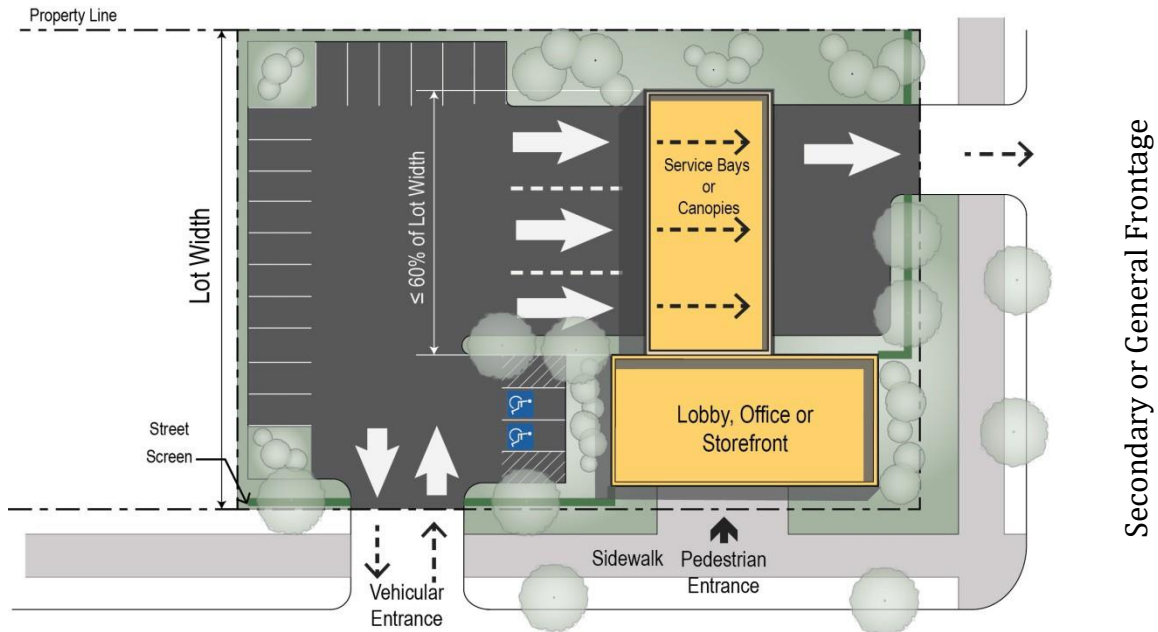 Property Line
Lot Width
≤ 60% of Lot Width
Service Bays
or
Canopies
Secondary or General Frontage
Lobby, Office or
Storefront
Street
Screen
Sidewalk
Pedestrian
Entrance
Vehicular
Entrance